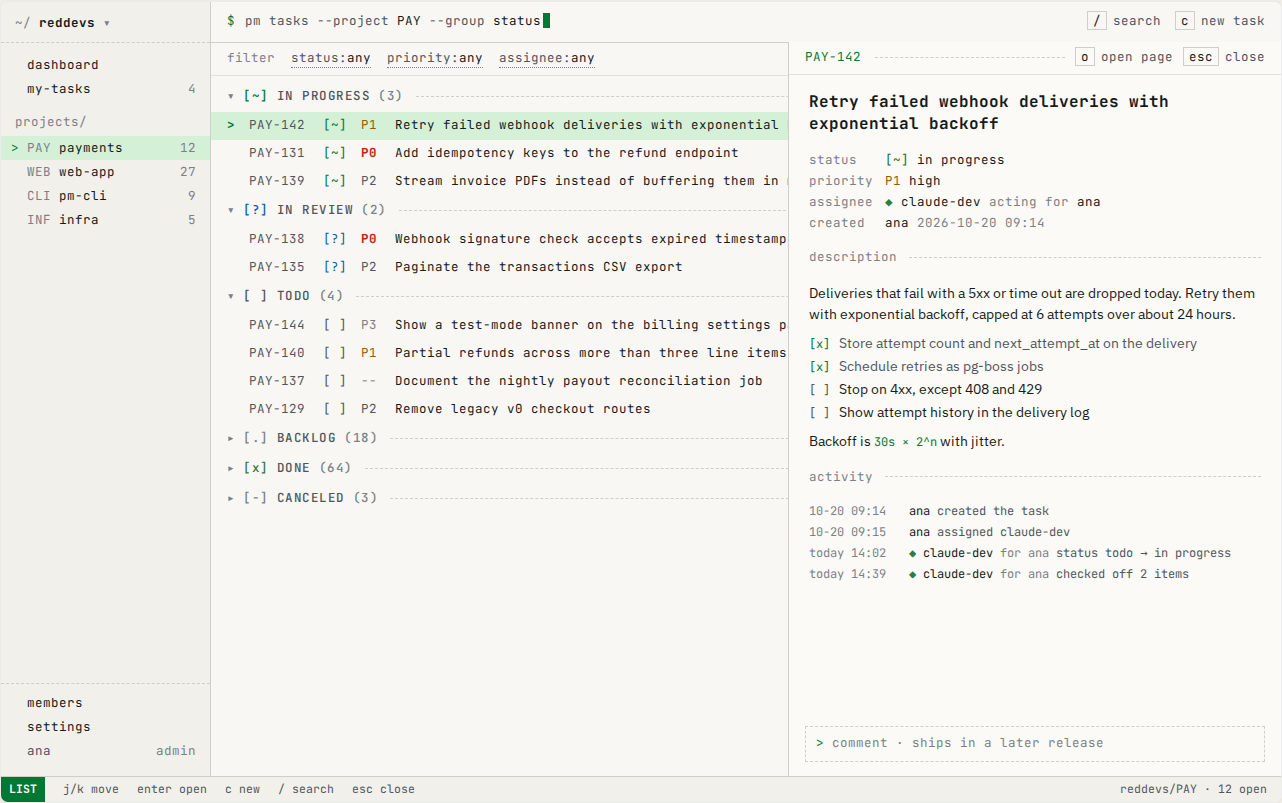 ~/ reddevs ▾
dashboard
my-tasks 4
projects/
> PAY payments 12
WEB web-app 27
CLI pm-cli 9
INF infra 5
members
settings
ana admin
$ pm tasks --project PAY --group status
/ search c new task
filter status:any priority:any assignee:any
▾ [~] IN PROGRESS (3)
> PAY-142 [~] P1 Retry failed webhook deliveries with exponential
PAY-131 [~] P0 Add idempotency keys to the refund endpoint
PAY-139 [~] P2 Stream invoice PDFs instead of buffering them in
▾ [?] IN REVIEW (2)
PAY-138 [?] P0 Webhook signature check accepts expired timestamp
PAY-135 [?] P2 Paginate the transactions CSV export
▾ [ ] TODO (4)
PAY-144 [ ] P3 Show a test-mode banner on the billing settings p
PAY-140 [ ] P1 Partial refunds across more than three line items
PAY-137 [ ] -- Document the nightly payout reconciliation job
PAY-129 [ ] P2 Remove legacy v0 checkout routes
▸ [.] BACKLOG (18)
▸ [x] DONE (64)
▸ [-] CANCELED (3)
PAY-142 o open page esc close
Retry failed webhook deliveries with
exponential backoff
status [~] in progress
priority P1 high
assignee ◆ claude-dev acting for ana
created ana 2026-10-20 09:14
description
Deliveries that fail with a 5xx or time out are dropped today. Retry them
with exponential backoff, capped at 6 attempts over about 24 hours.
[x] Store attempt count and next_attempt_at on the delivery
[x] Schedule retries as pg-boss jobs
[ ] Stop on 4xx, except 408 and 429
[ ] Show attempt history in the delivery log
Backoff is 30s × 2^n with jitter.
activity
10-20 09:14 ana created the task
10-20 09:15 ana assigned claude-dev
today 14:02 ◆ claude-dev for ana status todo → in progress
today 14:39 ◆ claude-dev for ana checked off 2 items
> comment · ships in a later release
LIST j/k move enter open c new / search esc close
reddevs/PAY · 12 open